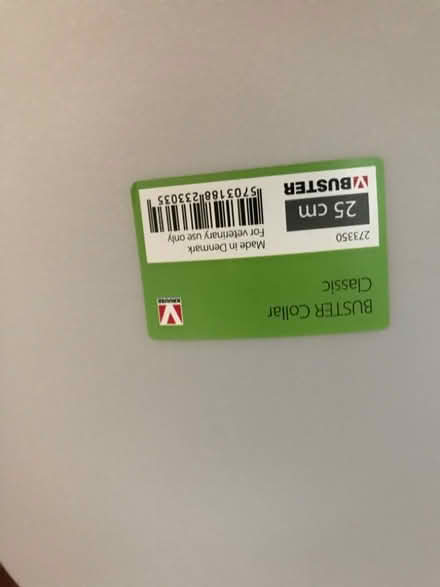 BUSTER Collar
Classic
KRUUSE
273350
Made in Denmark
For veterinary use only
25 cm
BUSTER
5703188233035